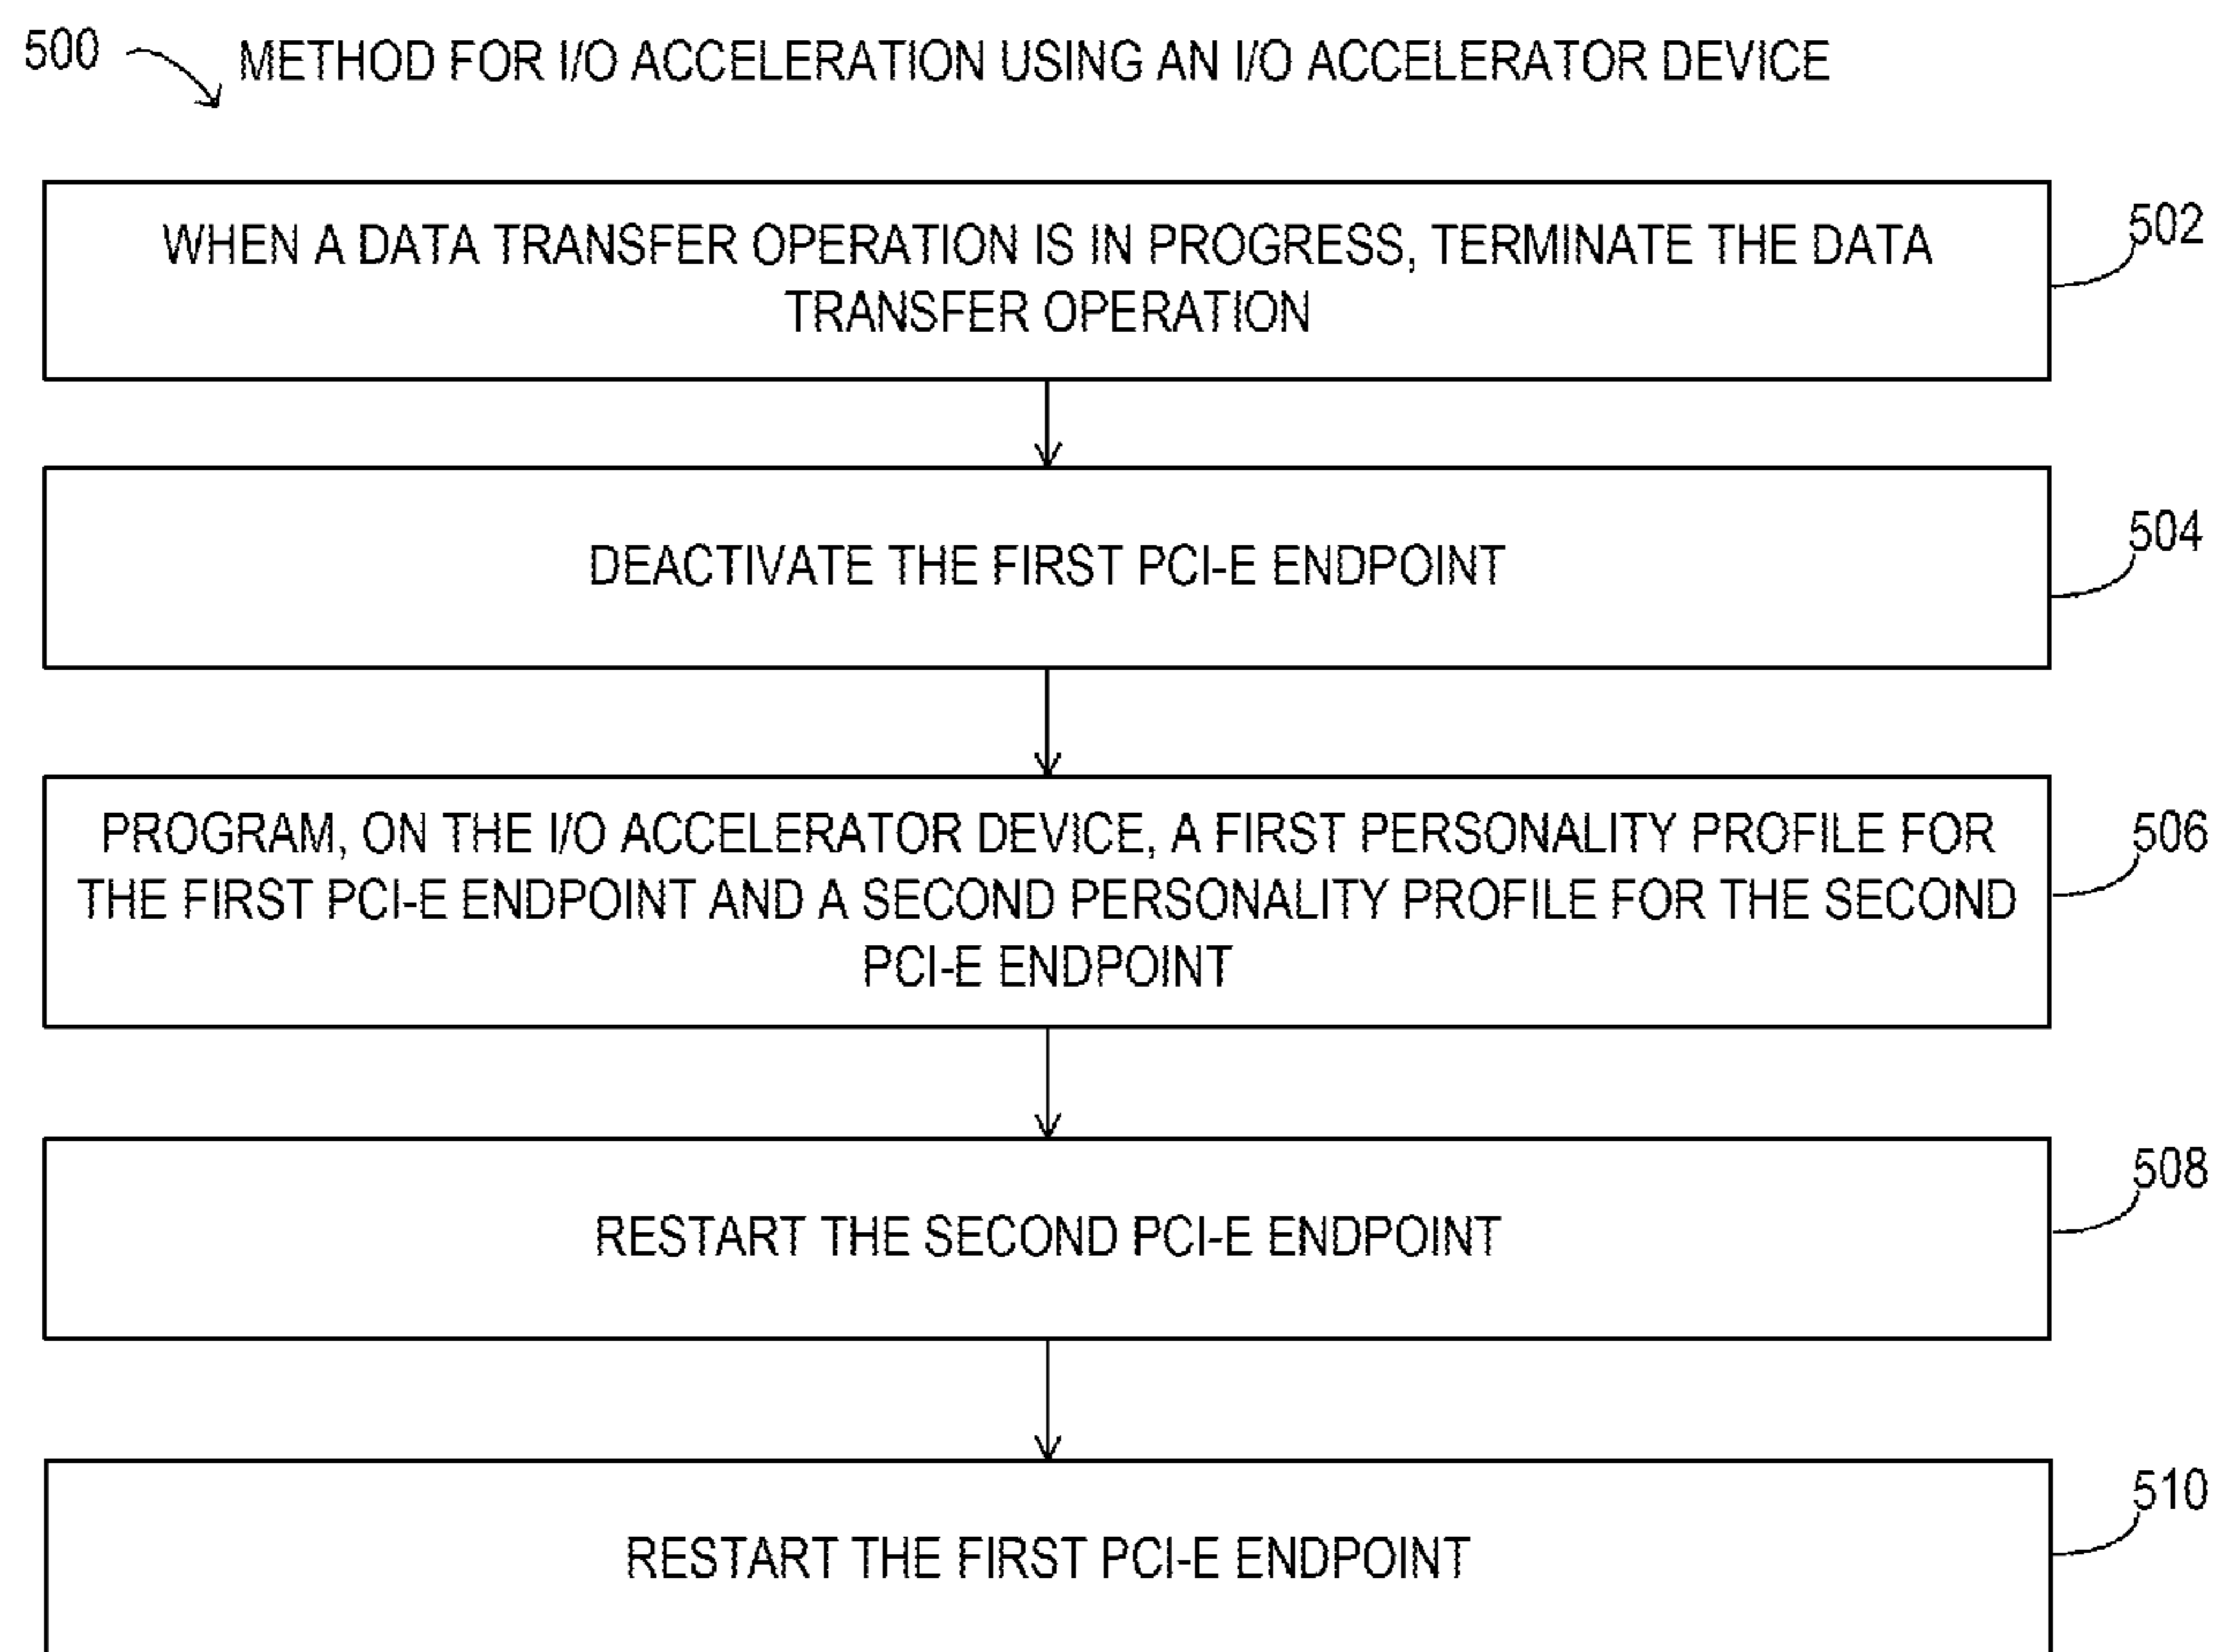 500
METHOD FOR I/O ACCELERATION USING AN I/O ACCELERATOR DEVICE
WHEN A DATA TRANSFER OPERATION IS IN PROGRESS, TERMINATE THE DATA
TRANSFER OPERATION
502
DEACTIVATE THE FIRST PCI-E ENDPOINT
504
PROGRAM, ON THE I/O ACCELERATOR DEVICE, A FIRST PERSONALITY PROFILE FOR
THE FIRST PCI-E ENDPOINT AND A SECOND PERSONALITY PROFILE FOR THE SECOND
PCI-E ENDPOINT
506
RESTART THE SECOND PCI-E ENDPOINT
508
RESTART THE FIRST PCI-E ENDPOINT
510